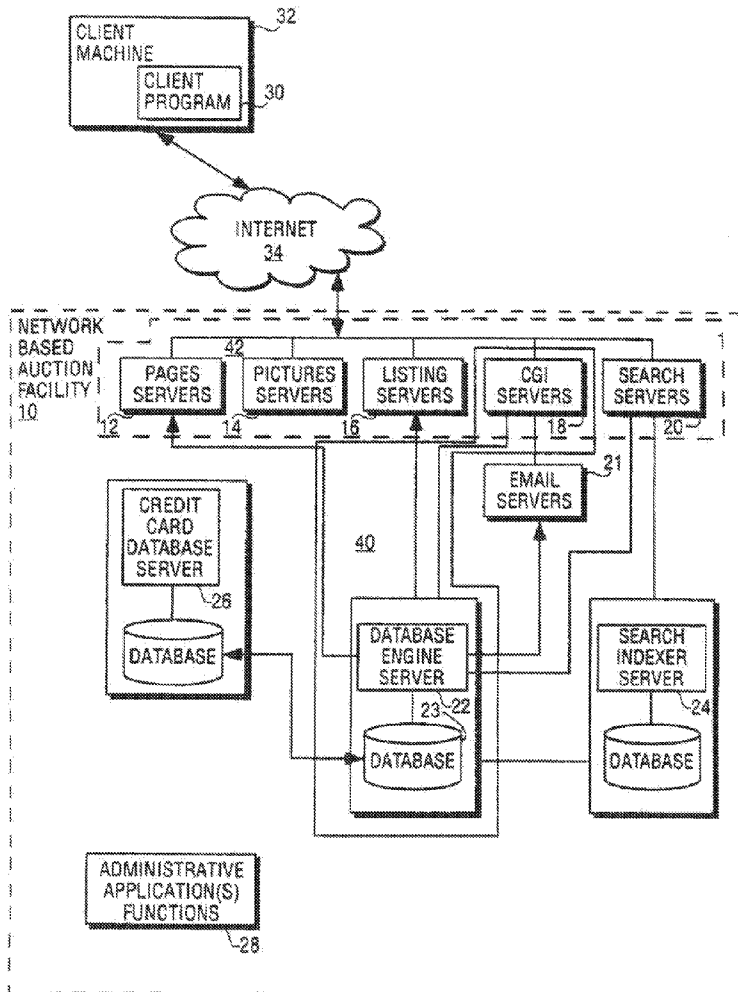 32
CLIENT
MACHINE
CLIENT
PROGRAM
30
INTERNET
34
NETWORK
BASED
AUCTION
FACILITY
10
42
PAGES
SERVERS
12
PICTURES
SERVERS
14
LISTING
SERVERS
16
CGI
SERVERS
18
SEARCH
SERVERS
20
EMAIL
SERVERS
21
CREDIT
CARD
DATABASE
SERVER
26
DATABASE
40
DATABASE
ENGINE
SERVER
22
23
DATABASE
SEARCH
INDEXER
SERVER
24
DATABASE
ADMINISTRATIVE
APPLICATION(S)
FUNCTIONS
28